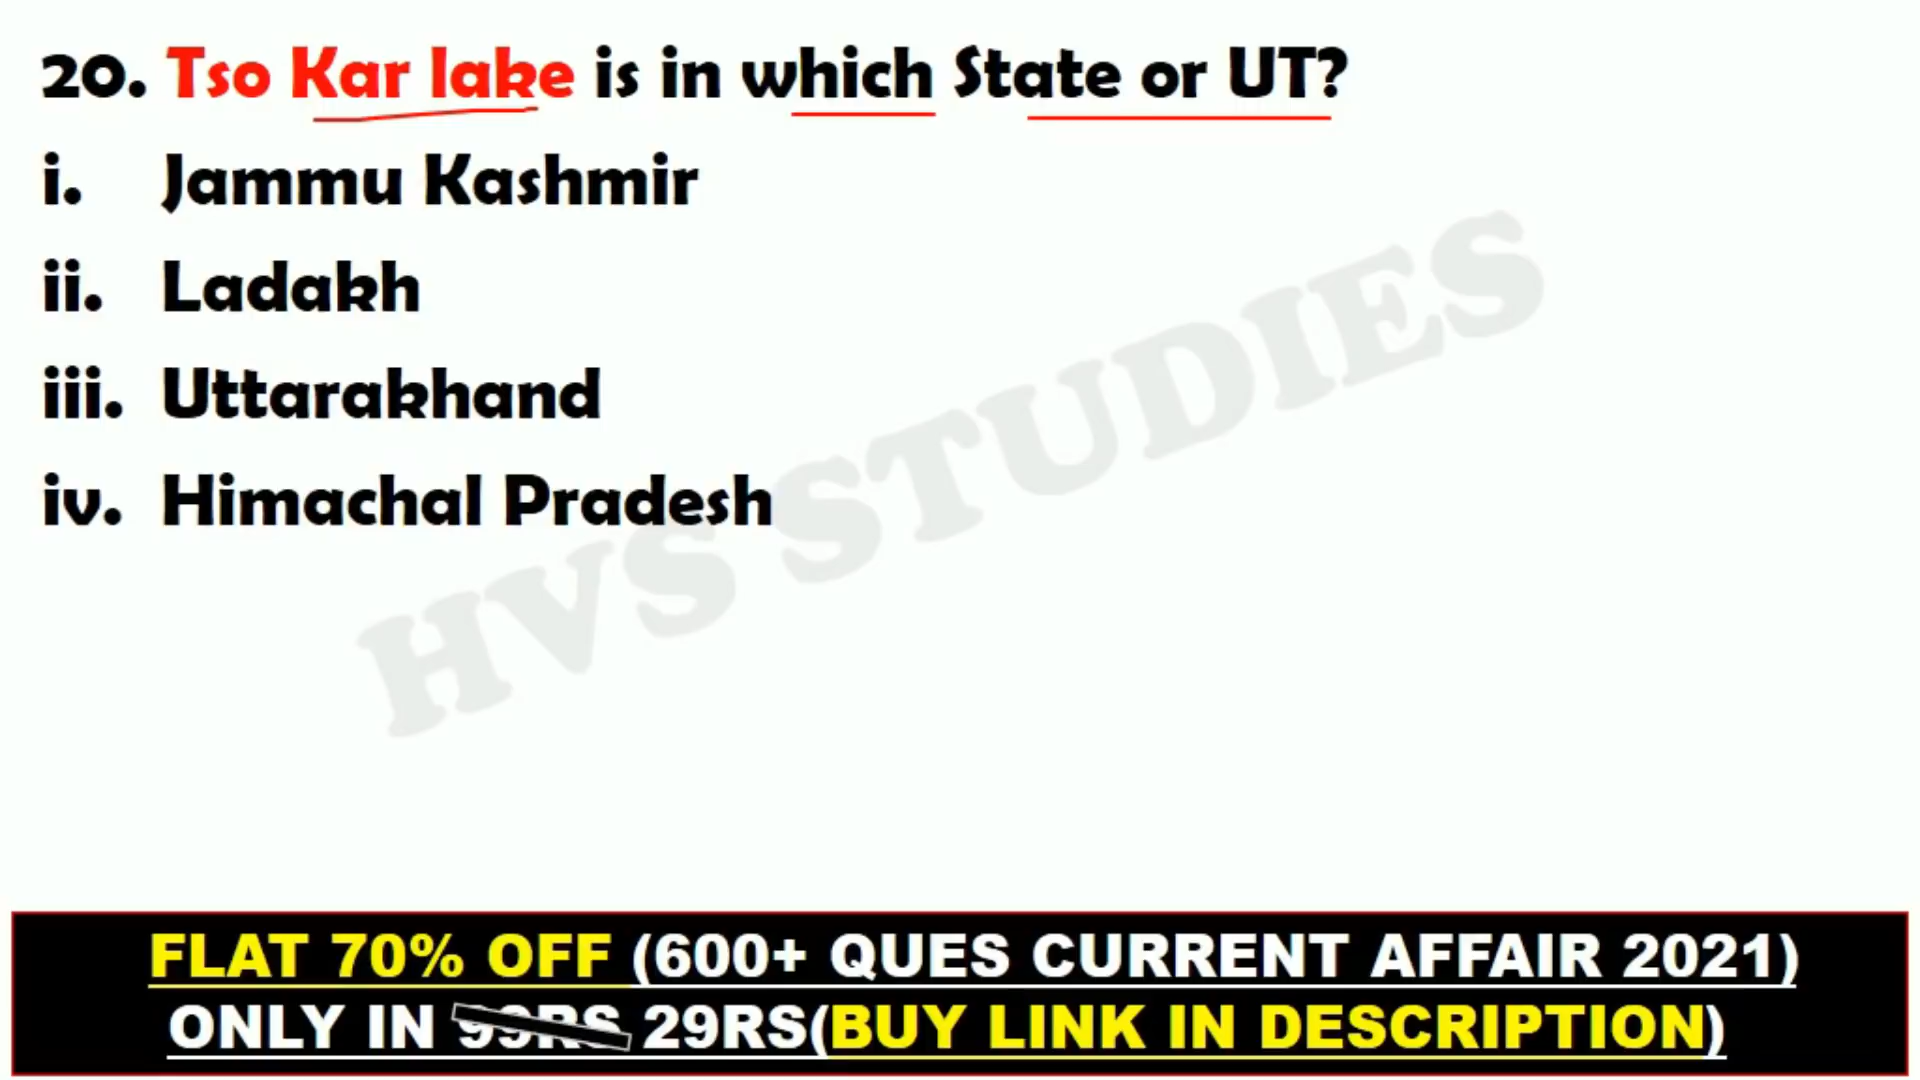 20. Tso Kar lake is in which State or UT?
i. Jammu Kashmir
ii. Ladakh
iii. Uttarakhand
iv. Himachal Pradesh
HVS STUDIES
FLAT 70% OFF (600+ QUES CURRENT AFFAIR 2021)
ONLY IN 99RS 29RS(BUY LINK IN DESCRIPTION)